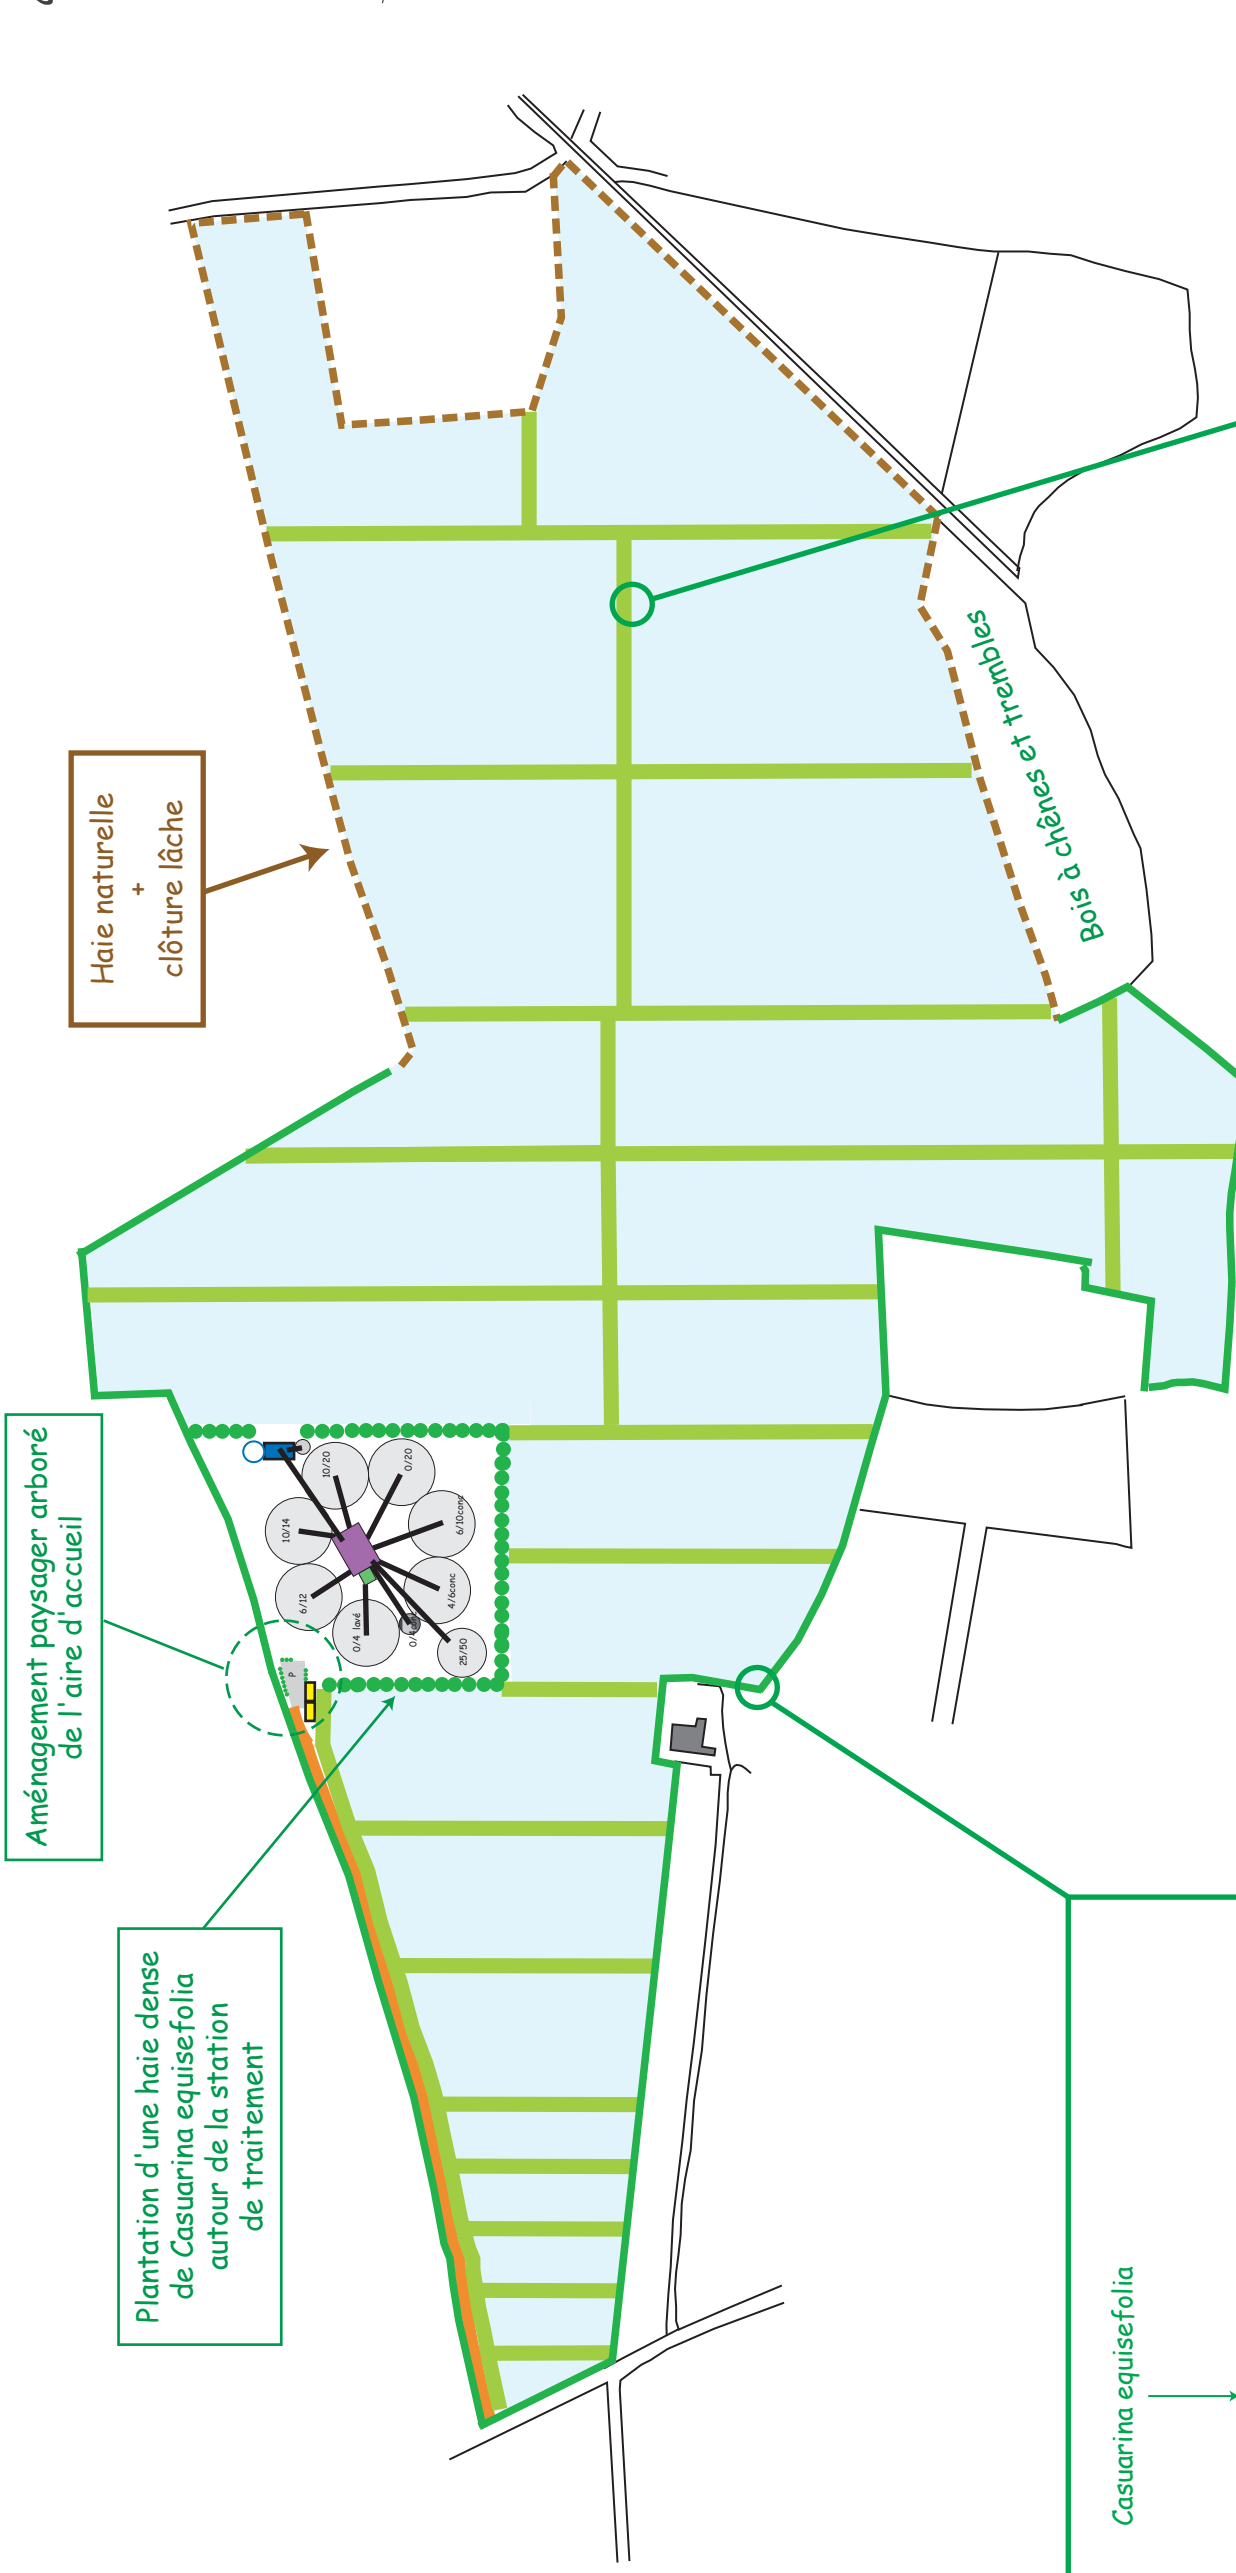 Haie naturelle
+
clôture lâche
Bois à chênes et trembles
Aménagement paysager arboré
de l'aire d'accueil
Plantation d'une haie dense
de Casuarina equisefolia
autour de la station
de traitement
10/20
0/20
10/14
6/10conc
6/12
4/6conc
0/4 lavé
25/50
P
Casuarina equisefolia